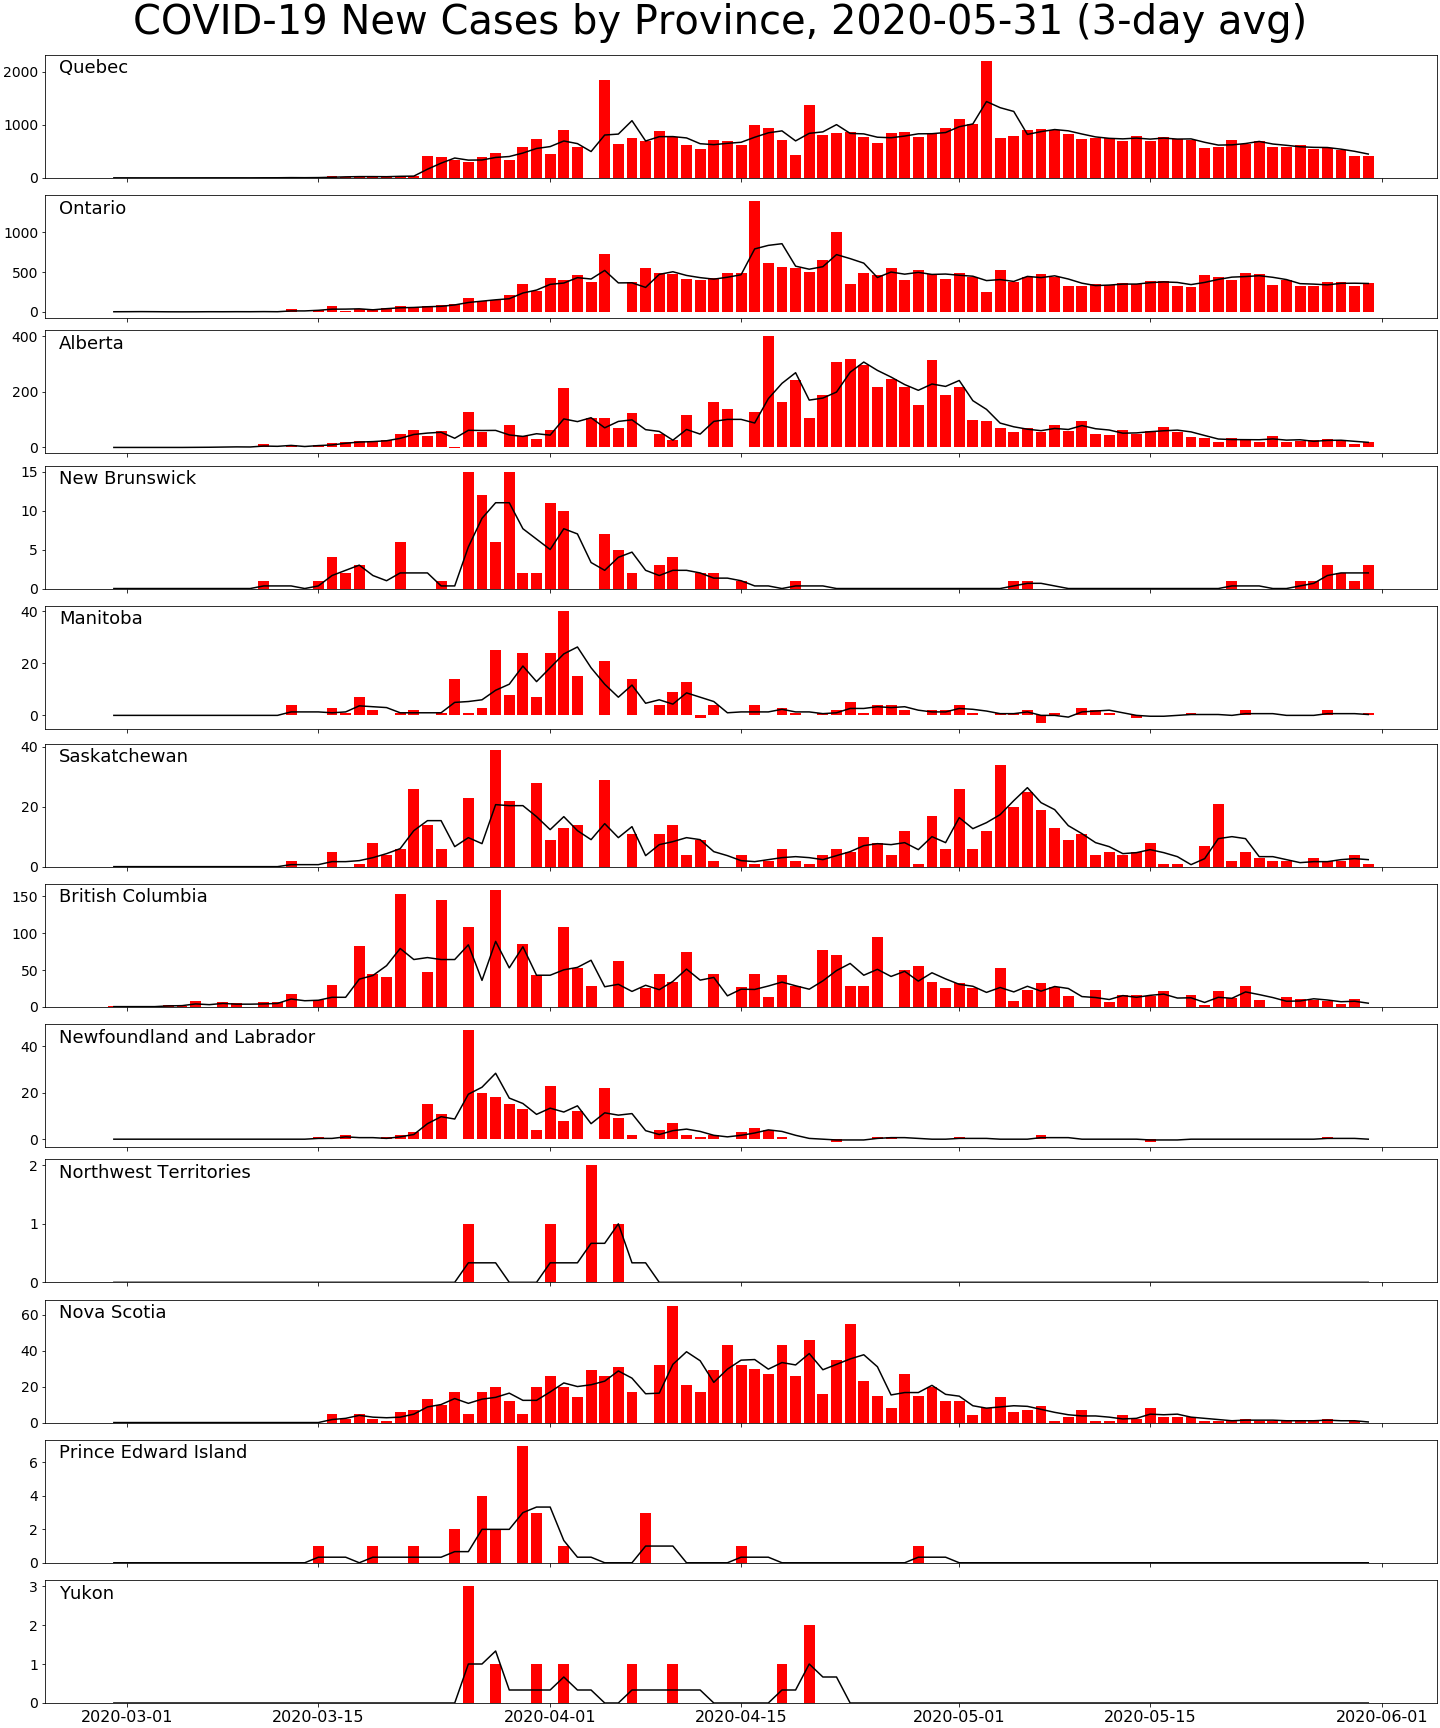 COVID-19 New Cases by Province, 2020-05-31 (3-day avg)
Quebec
2000
1000
0
Ontario
1000
500
0
Alberta
400
200
0
New Brunswick
15
10
5
0
Manitoba
40
20
0
Saskatchewan
40
20
0
British Columbia
150
100
50
0
Newfoundland and Labrador
40
20
0
Northwest Territories
2
1
0
Nova Scotia
60
40
20
0
Prince Edward Island
6
4
2
0
Yukon
3
2
1
0
2020-03-01 2020-03-15 2020-04-01 2020-04-15 2020-05-01 2020-05-15 2020-06-01